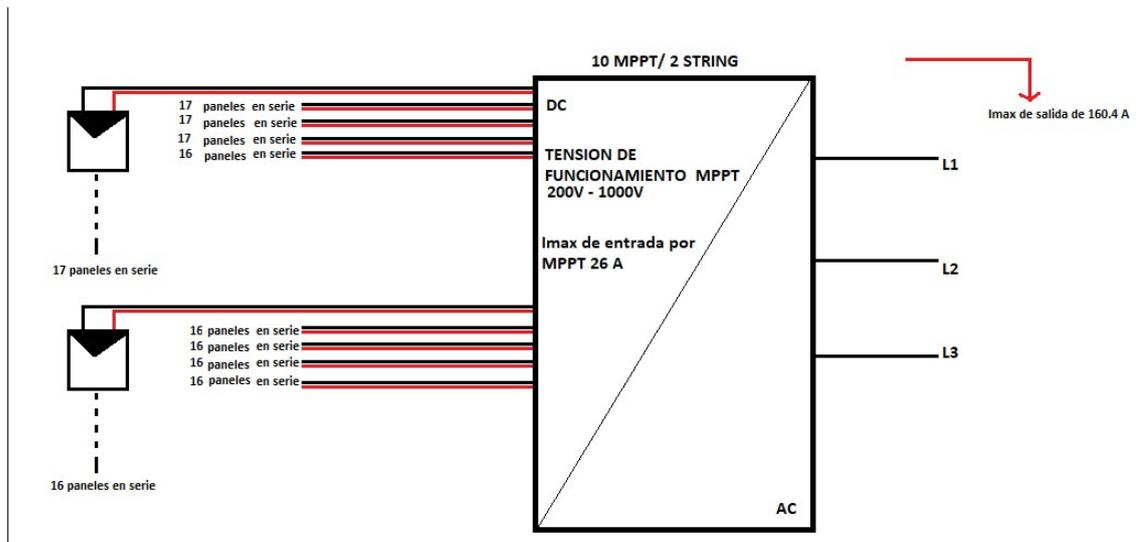 10 MPPT/ 2 STRING
Imax de salida de 160.4 A
DC
17 paneles en serie
17 paneles en serie
17 paneles en serie
16 paneles en serie
TENSION DE
FUNCIONAMIENTO MPPT
200V - 1000V
L1
Imax de entrada por
MPPT 26 A
17 paneles en serie
L2
16 paneles en serie
16 paneles en serie
16 paneles en serie
16 paneles en serie
L3
16 paneles en serie
AC